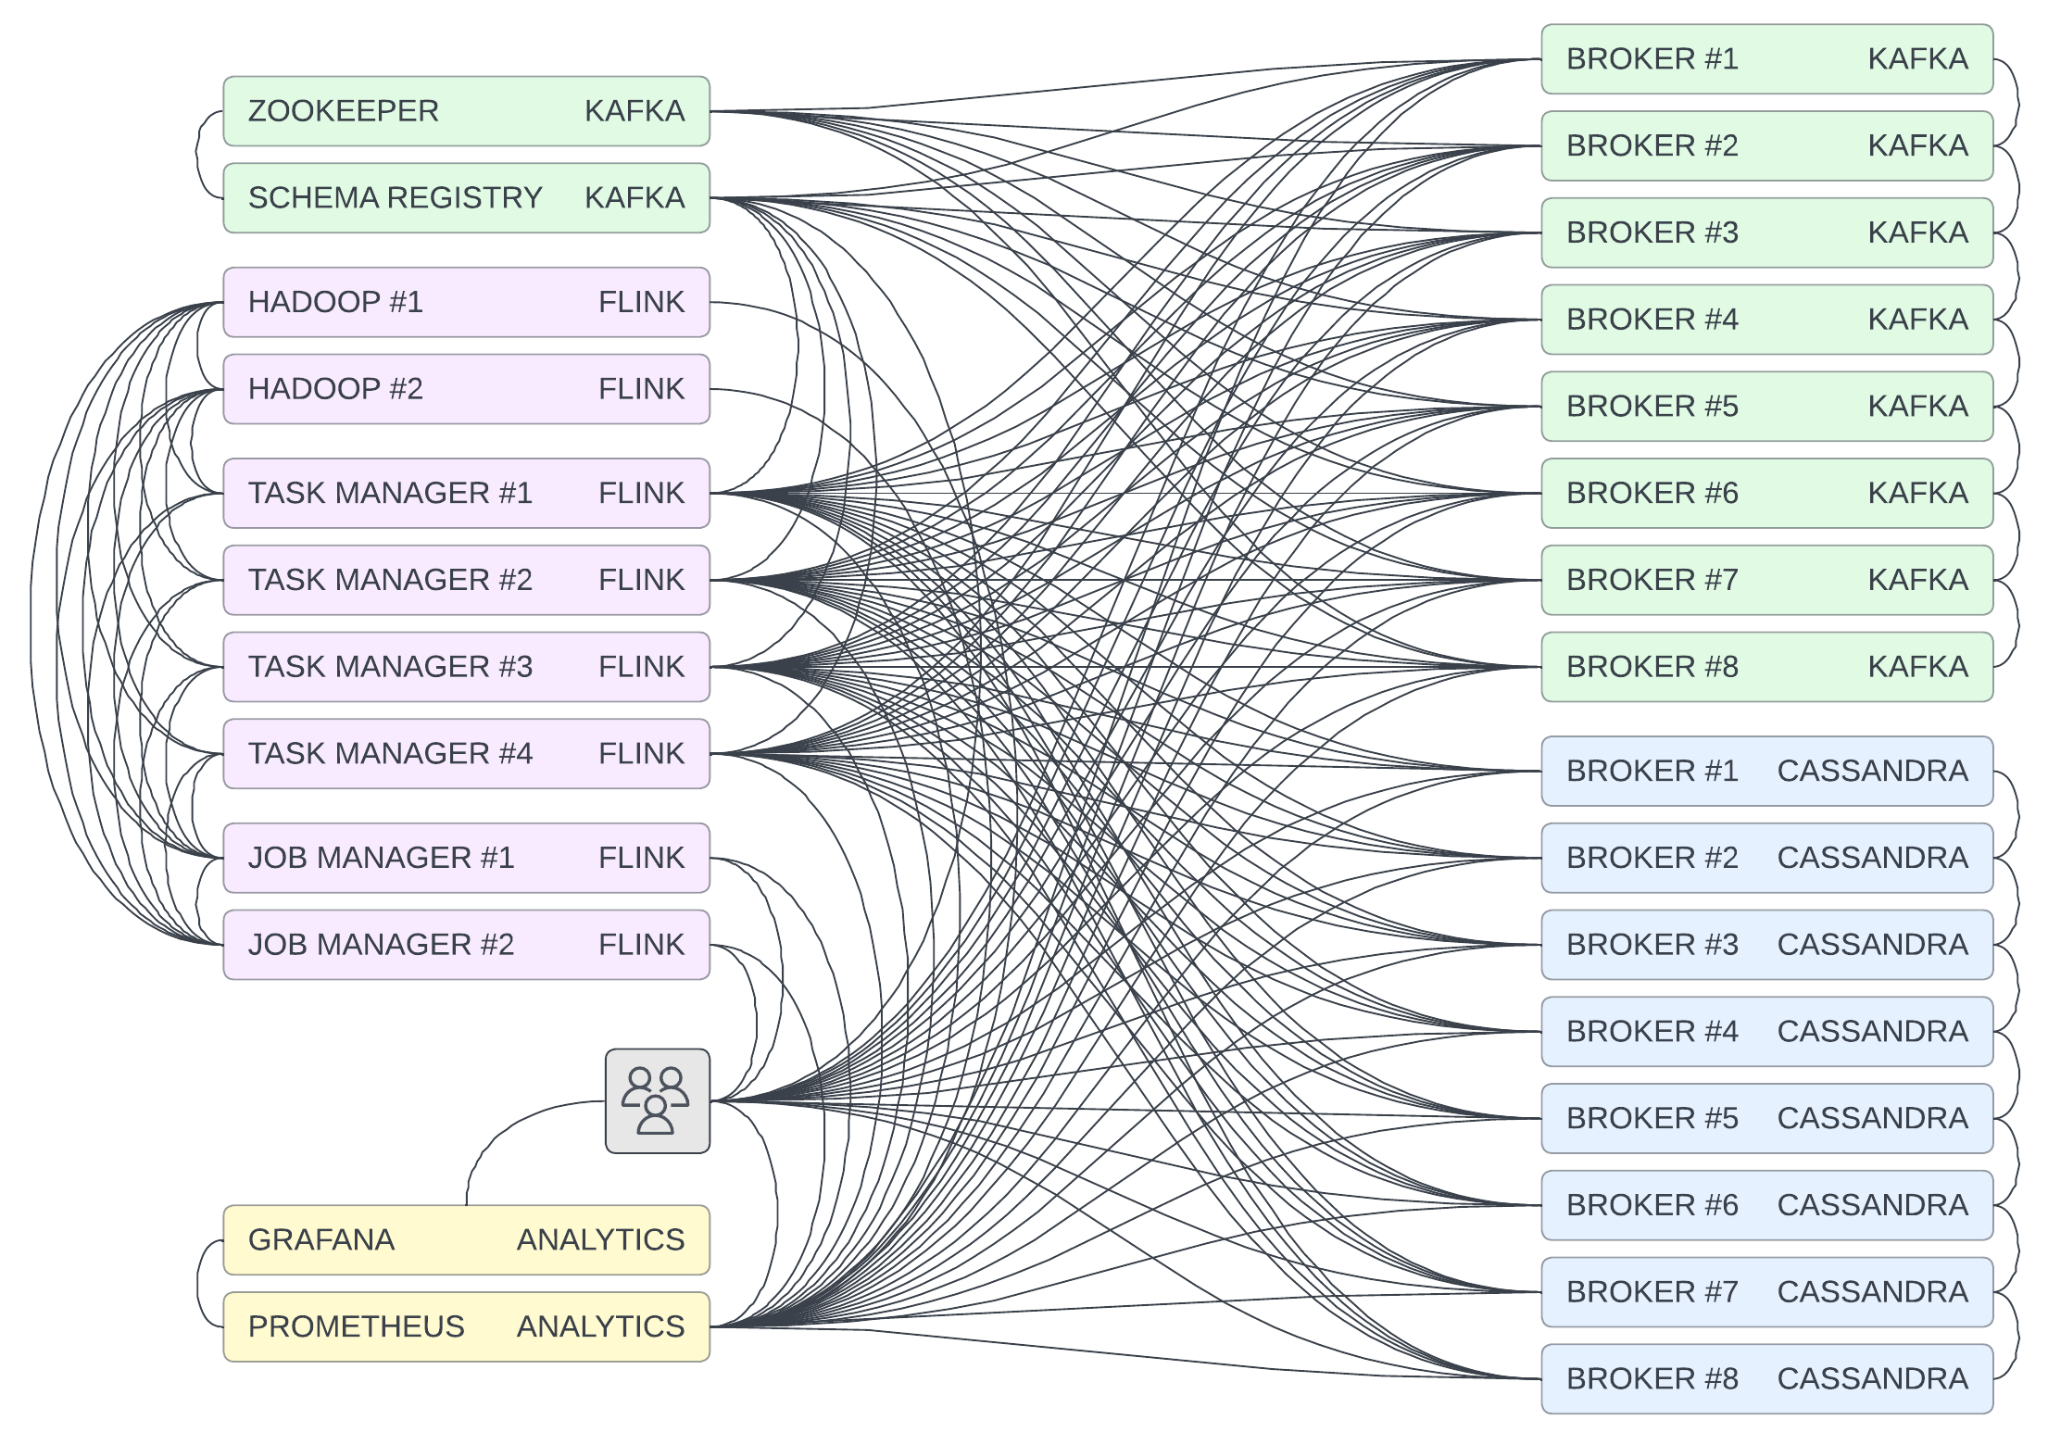 ZOOKEEPER KAFKA
SCHEMA REGISTRY KAFKA
HADOOP #1 FLINK
HADOOP #2 FLINK
TASK MANAGER #1 FLINK
TASK MANAGER #2 FLINK
TASK MANAGER #3 FLINK
TASK MANAGER #4 FLINK
JOB MANAGER #1 FLINK
JOB MANAGER #2 FLINK
GRAFANA ANALYTICS
PROMETHEUS ANALYTICS
BROKER #1 KAFKA
BROKER #2 KAFKA
BROKER #3 KAFKA
BROKER #4 KAFKA
BROKER #5 KAFKA
BROKER #6 KAFKA
BROKER #7 KAFKA
BROKER #8 KAFKA
BROKER #1 CASSANDRA
BROKER #2 CASSANDRA
BROKER #3 CASSANDRA
BROKER #4 CASSANDRA
BROKER #5 CASSANDRA
BROKER #6 CASSANDRA
BROKER #7 CASSANDRA
BROKER #8 CASSANDRA